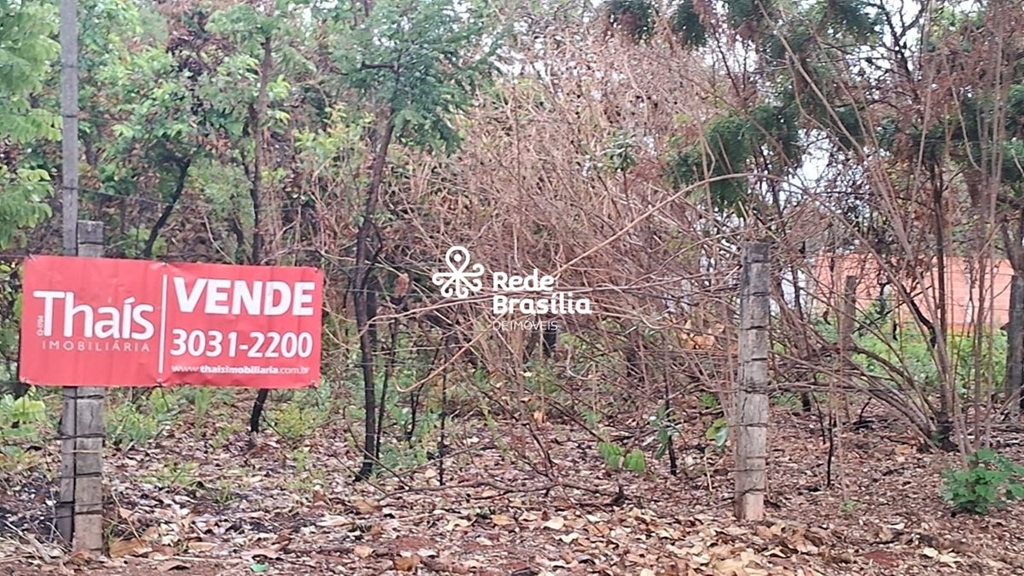 Thaís
IMOBILIÁRIA
VENDE
3031-2200
www.thaisimobiliaria.com.br
Rede
Brasília
DE IMÓVEIS